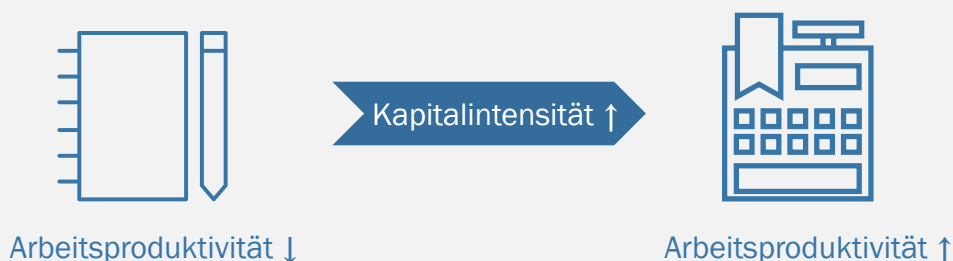 Kapitalintensität ↑
Arbeitsproduktivität ↓
Arbeitsproduktivität ↑